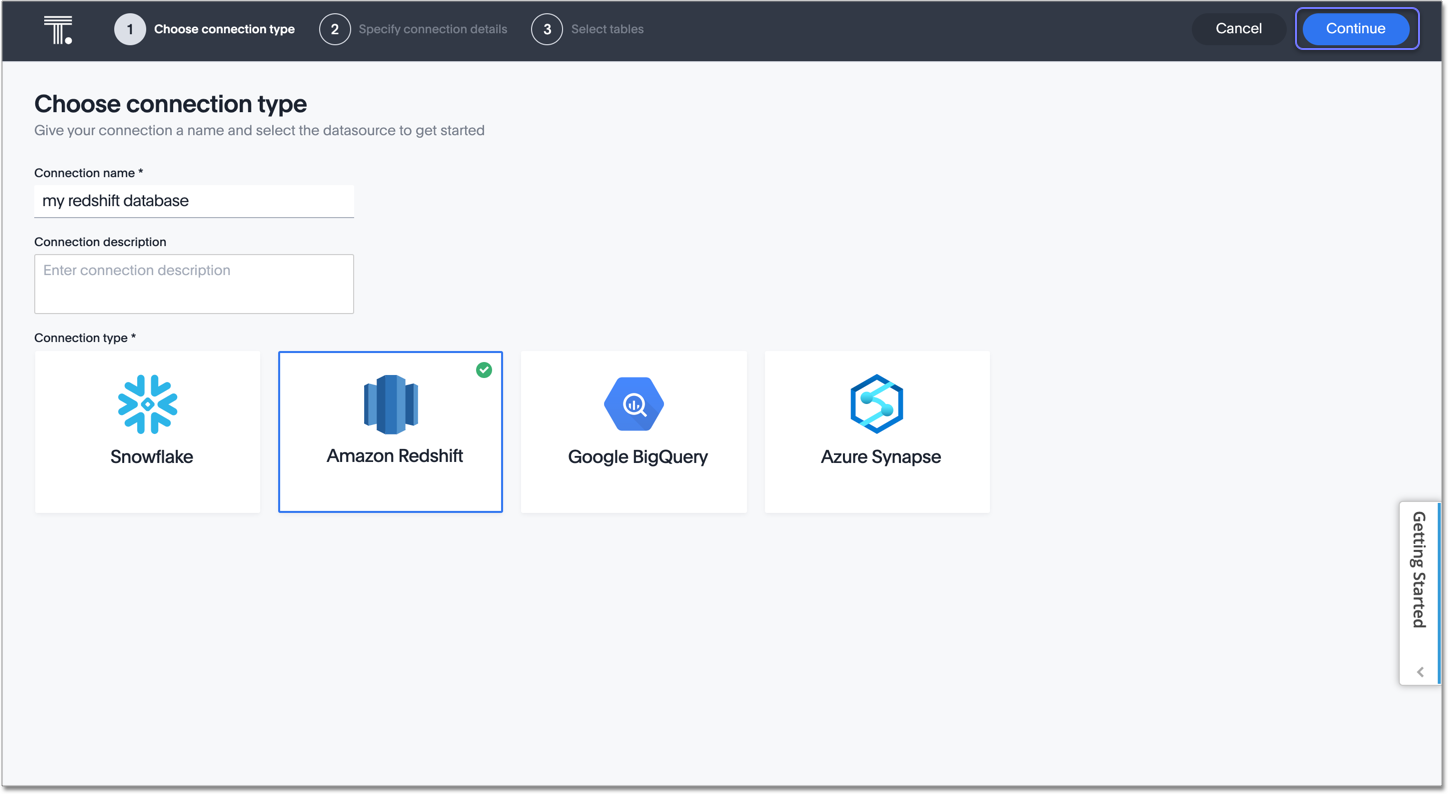 T.
1 Choose connection type 2 Specify connection details 3 Select tables Cancel Continue
Choose connection type
Give your connection a name and select the datasource to get started
Connection name *
my redshift database
Connection description
Enter connection description
Connection type *
Snowflake Amazon Redshift Google BigQuery Azure Synapse
Getting Started